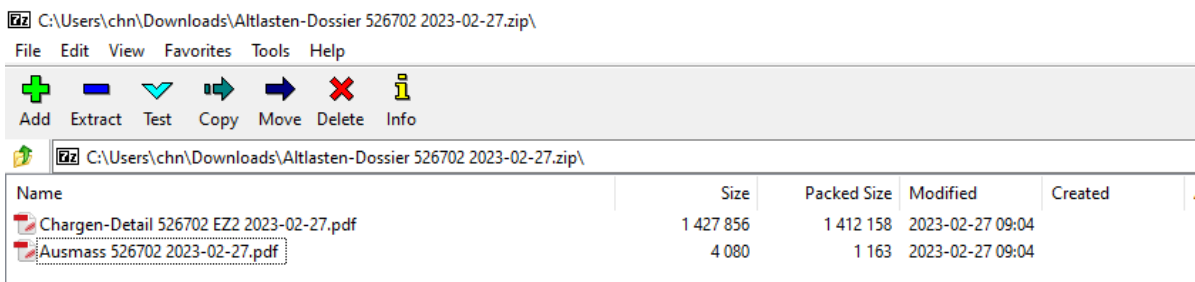 C:\Users\chn\Downloads\Altlasten-Dossier 526702 2023-02-27.zip\
File Edit View Favorites Tools Help
Add Extract Test Copy Move Delete Info
C:\Users\chn\Downloads\Altlasten-Dossier 526702 2023-02-27.zip\
Name Size Packed Size Modified Created
Chargen-Detail 526702 EZ2 2023-02-27.pdf 1 427 856 1 412 158 2023-02-27 09:04
Ausmass 526702 2023-02-27.pdf 4 080 1 163 2023-02-27 09:04